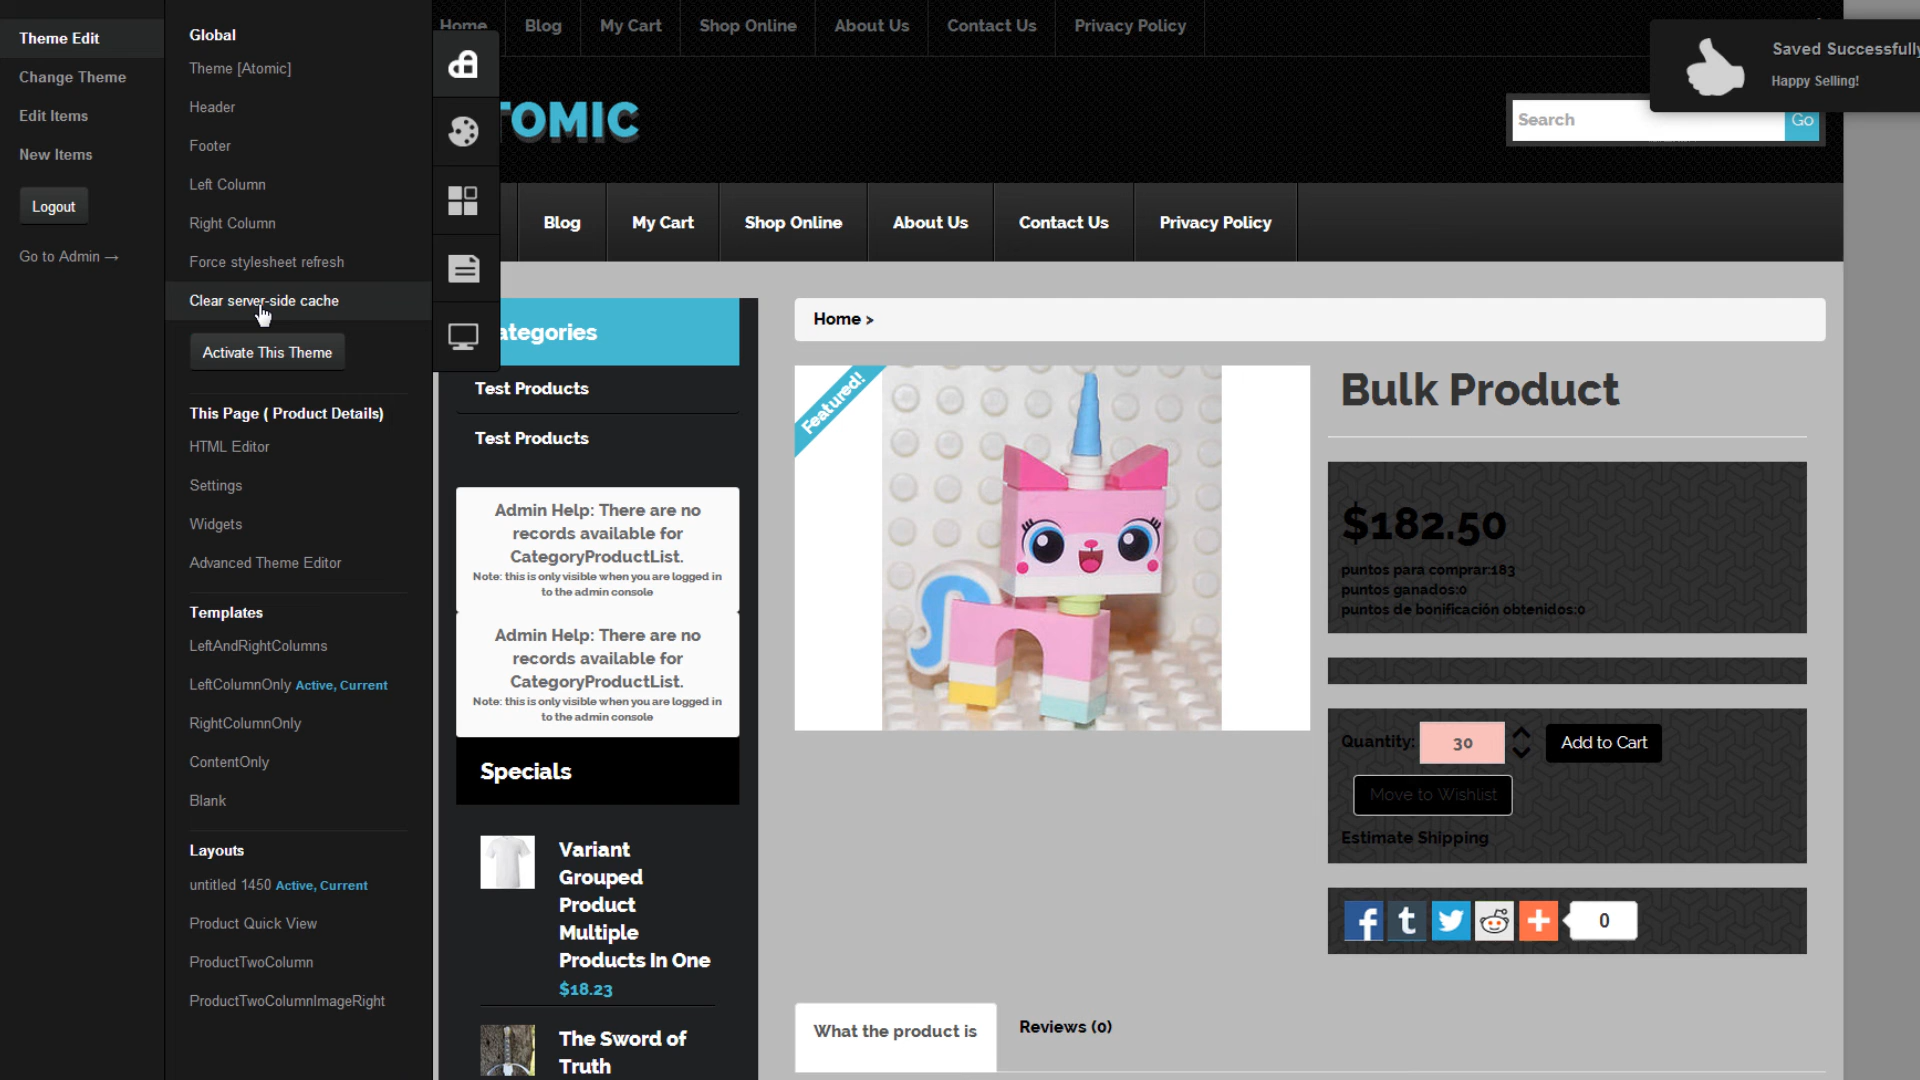 Theme Edit
Change Theme
Edit Items
New Items
Logout
Go to Admin →
Global
Theme [Atomic]
Header
Footer
Left Column
Right Column
Force stylesheet refresh
Clear server-side cache
Activate This Theme
This Page ( Product Details)
HTML Editor
Settings
Widgets
Advanced Theme Editor
Templates
LeftAndRightColumns
LeftColumnOnly Active, Current
RightColumnOnly
ContentOnly
Blank
Layouts
untitled 1450 Active, Current
Product Quick View
ProductTwoColumn
ProductTwoColumnImageRight
Home Blog My Cart Shop Online About Us Contact Us Privacy Policy
Saved Successfully
Happy Selling!
TOMIC
Search Go
Blog My Cart Shop Online About Us Contact Us Privacy Policy
ategories
Test Products
Test Products
Admin Help: There are no
records available for
CategoryProductList.
Note: this is only visible when you are logged in
to the admin console
Admin Help: There are no
records available for
CategoryProductList.
Note: this is only visible when you are logged in
to the admin console
Specials
Variant
Grouped
Product
Multiple
Products In One
$18.23
The Sword of
Truth
Home >
Featured!
Bulk Product
$182.50
puntos para comprar:183
puntos ganados:0
puntos de bonificación obtenidos:0
Quantity: 30 Add to Cart
Move to Wishlist
Estimate Shipping
0
What the product is
Reviews (0)